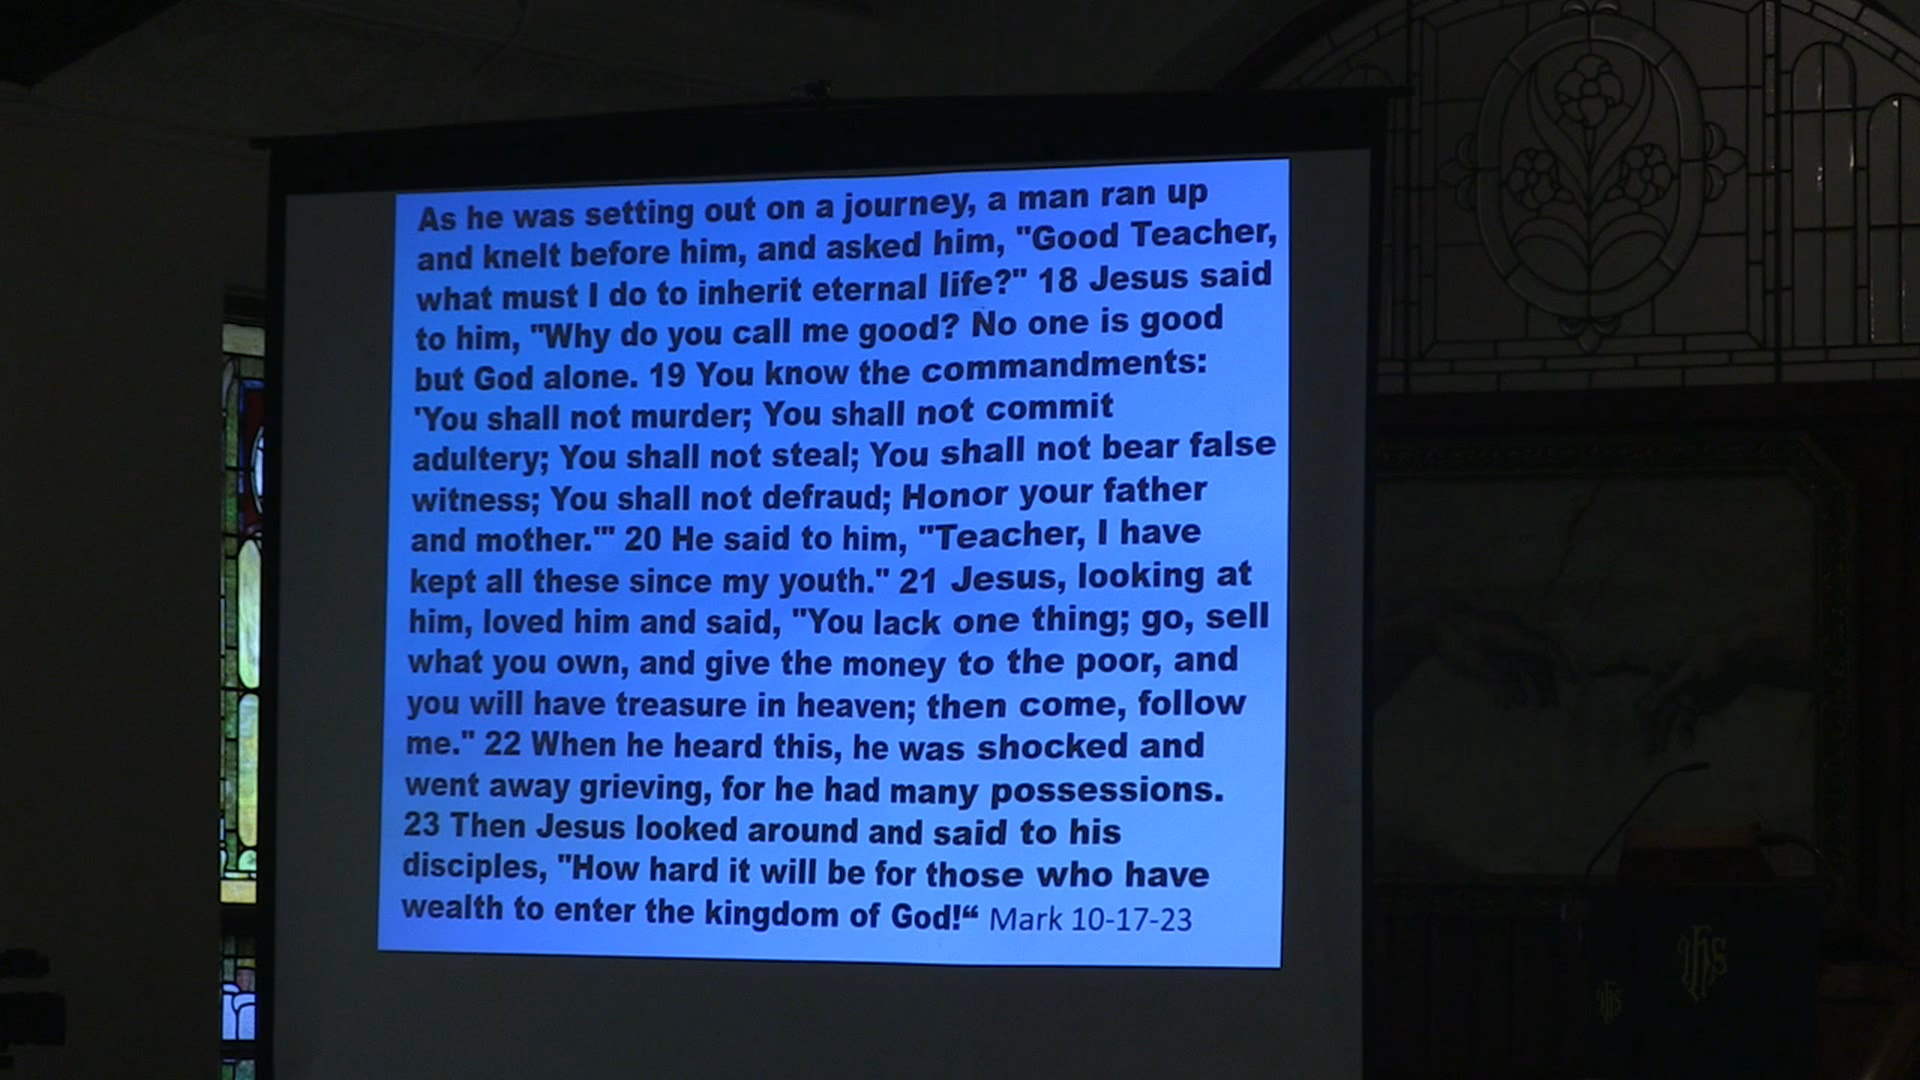 As he was setting out on a journey, a man ran up
and knelt before him, and asked him, "Good Teacher,
what must I do to inherit eternal life?" 18 Jesus said
to him, "Why do you call me good? No one is good
but God alone. 19 You know the commandments:
'You shall not murder; You shall not commit
adultery; You shall not steal; You shall not bear false
witness; You shall not defraud; Honor your father
and mother.'" 20 He said to him, "Teacher, I have
kept all these since my youth." 21 Jesus, looking at
him, loved him and said, "You lack one thing; go, sell
what you own, and give the money to the poor, and
you will have treasure in heaven; then come, follow
me." 22 When he heard this, he was shocked and
went away grieving, for he had many possessions.
23 Then Jesus looked around and said to his
disciples, "How hard it will be for those who have
wealth to enter the kingdom of God!“ Mark 10-17-23
IHS
IHS